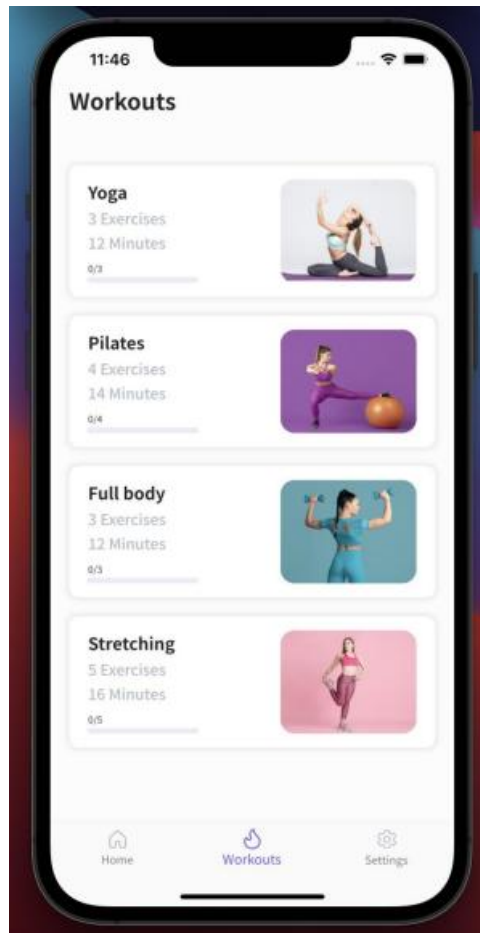 11:46
Workouts
Yoga
3 Exercises
12 Minutes
0/3
Pilates
4 Exercises
14 Minutes
0/4
Full body
3 Exercises
12 Minutes
0/3
Stretching
5 Exercises
16 Minutes
0/5
Home
Workouts
Settings